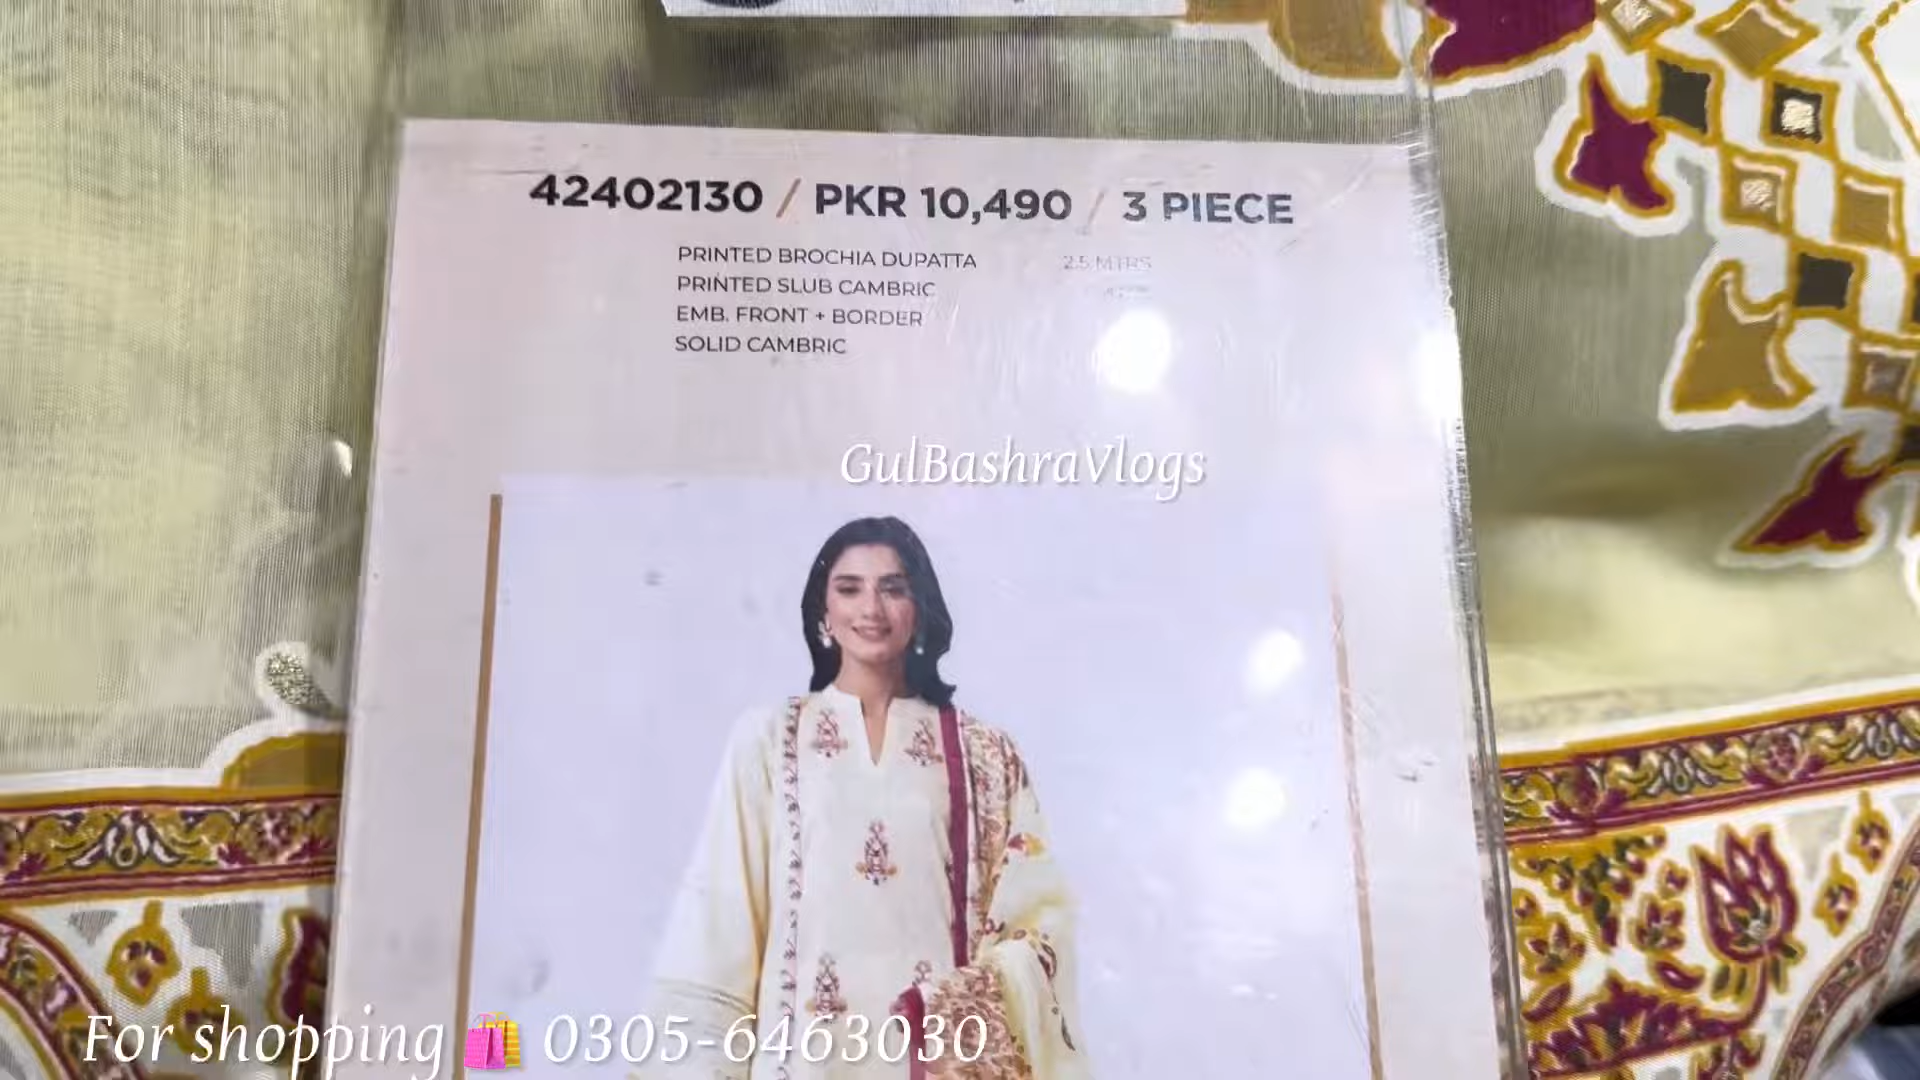 42402130 / PKR 10,490 / 3 PIECE
PRINTED BROCHIA DUPATTA 2.5 MTRS
PRINTED SLUB CAMBRIC
EMB. FRONT + BORDER
SOLID CAMBRIC
GulBashraVlogs
For shopping 🛍️ 0305-6463030